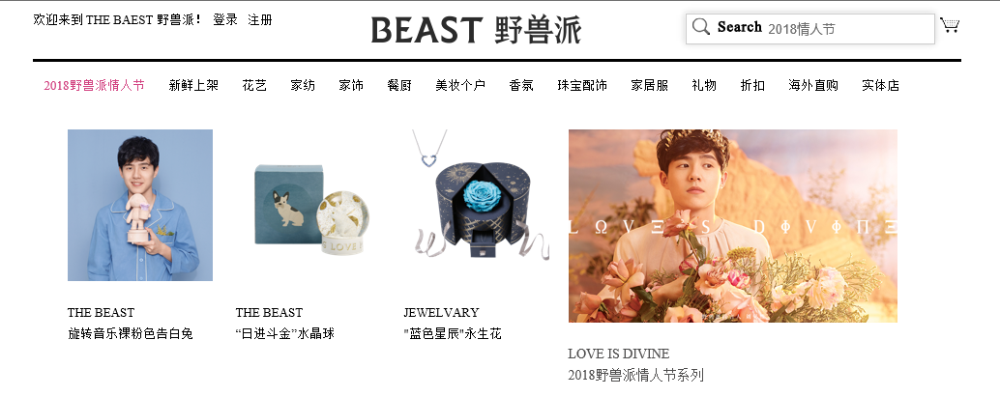 欢迎来到 THE BAEST 野兽派！ 登录 注册
BEAST 野兽派
Search 2018情人节
2018野兽派情人节 新鲜上架 花艺 家纺 家饰 餐厨 美妆个户 香氛 珠宝配饰 家居服 礼物 折扣 海外直购 实体店
LOVE
LΩVΞ IS DIVIΠΞ
THE BEAST
旋转音乐裸粉色告白兔
THE BEAST
“日进斗金”水晶球
JEWELVARY
"蓝色星辰"永生花
LOVE IS DIVINE
2018野兽派情人节系列